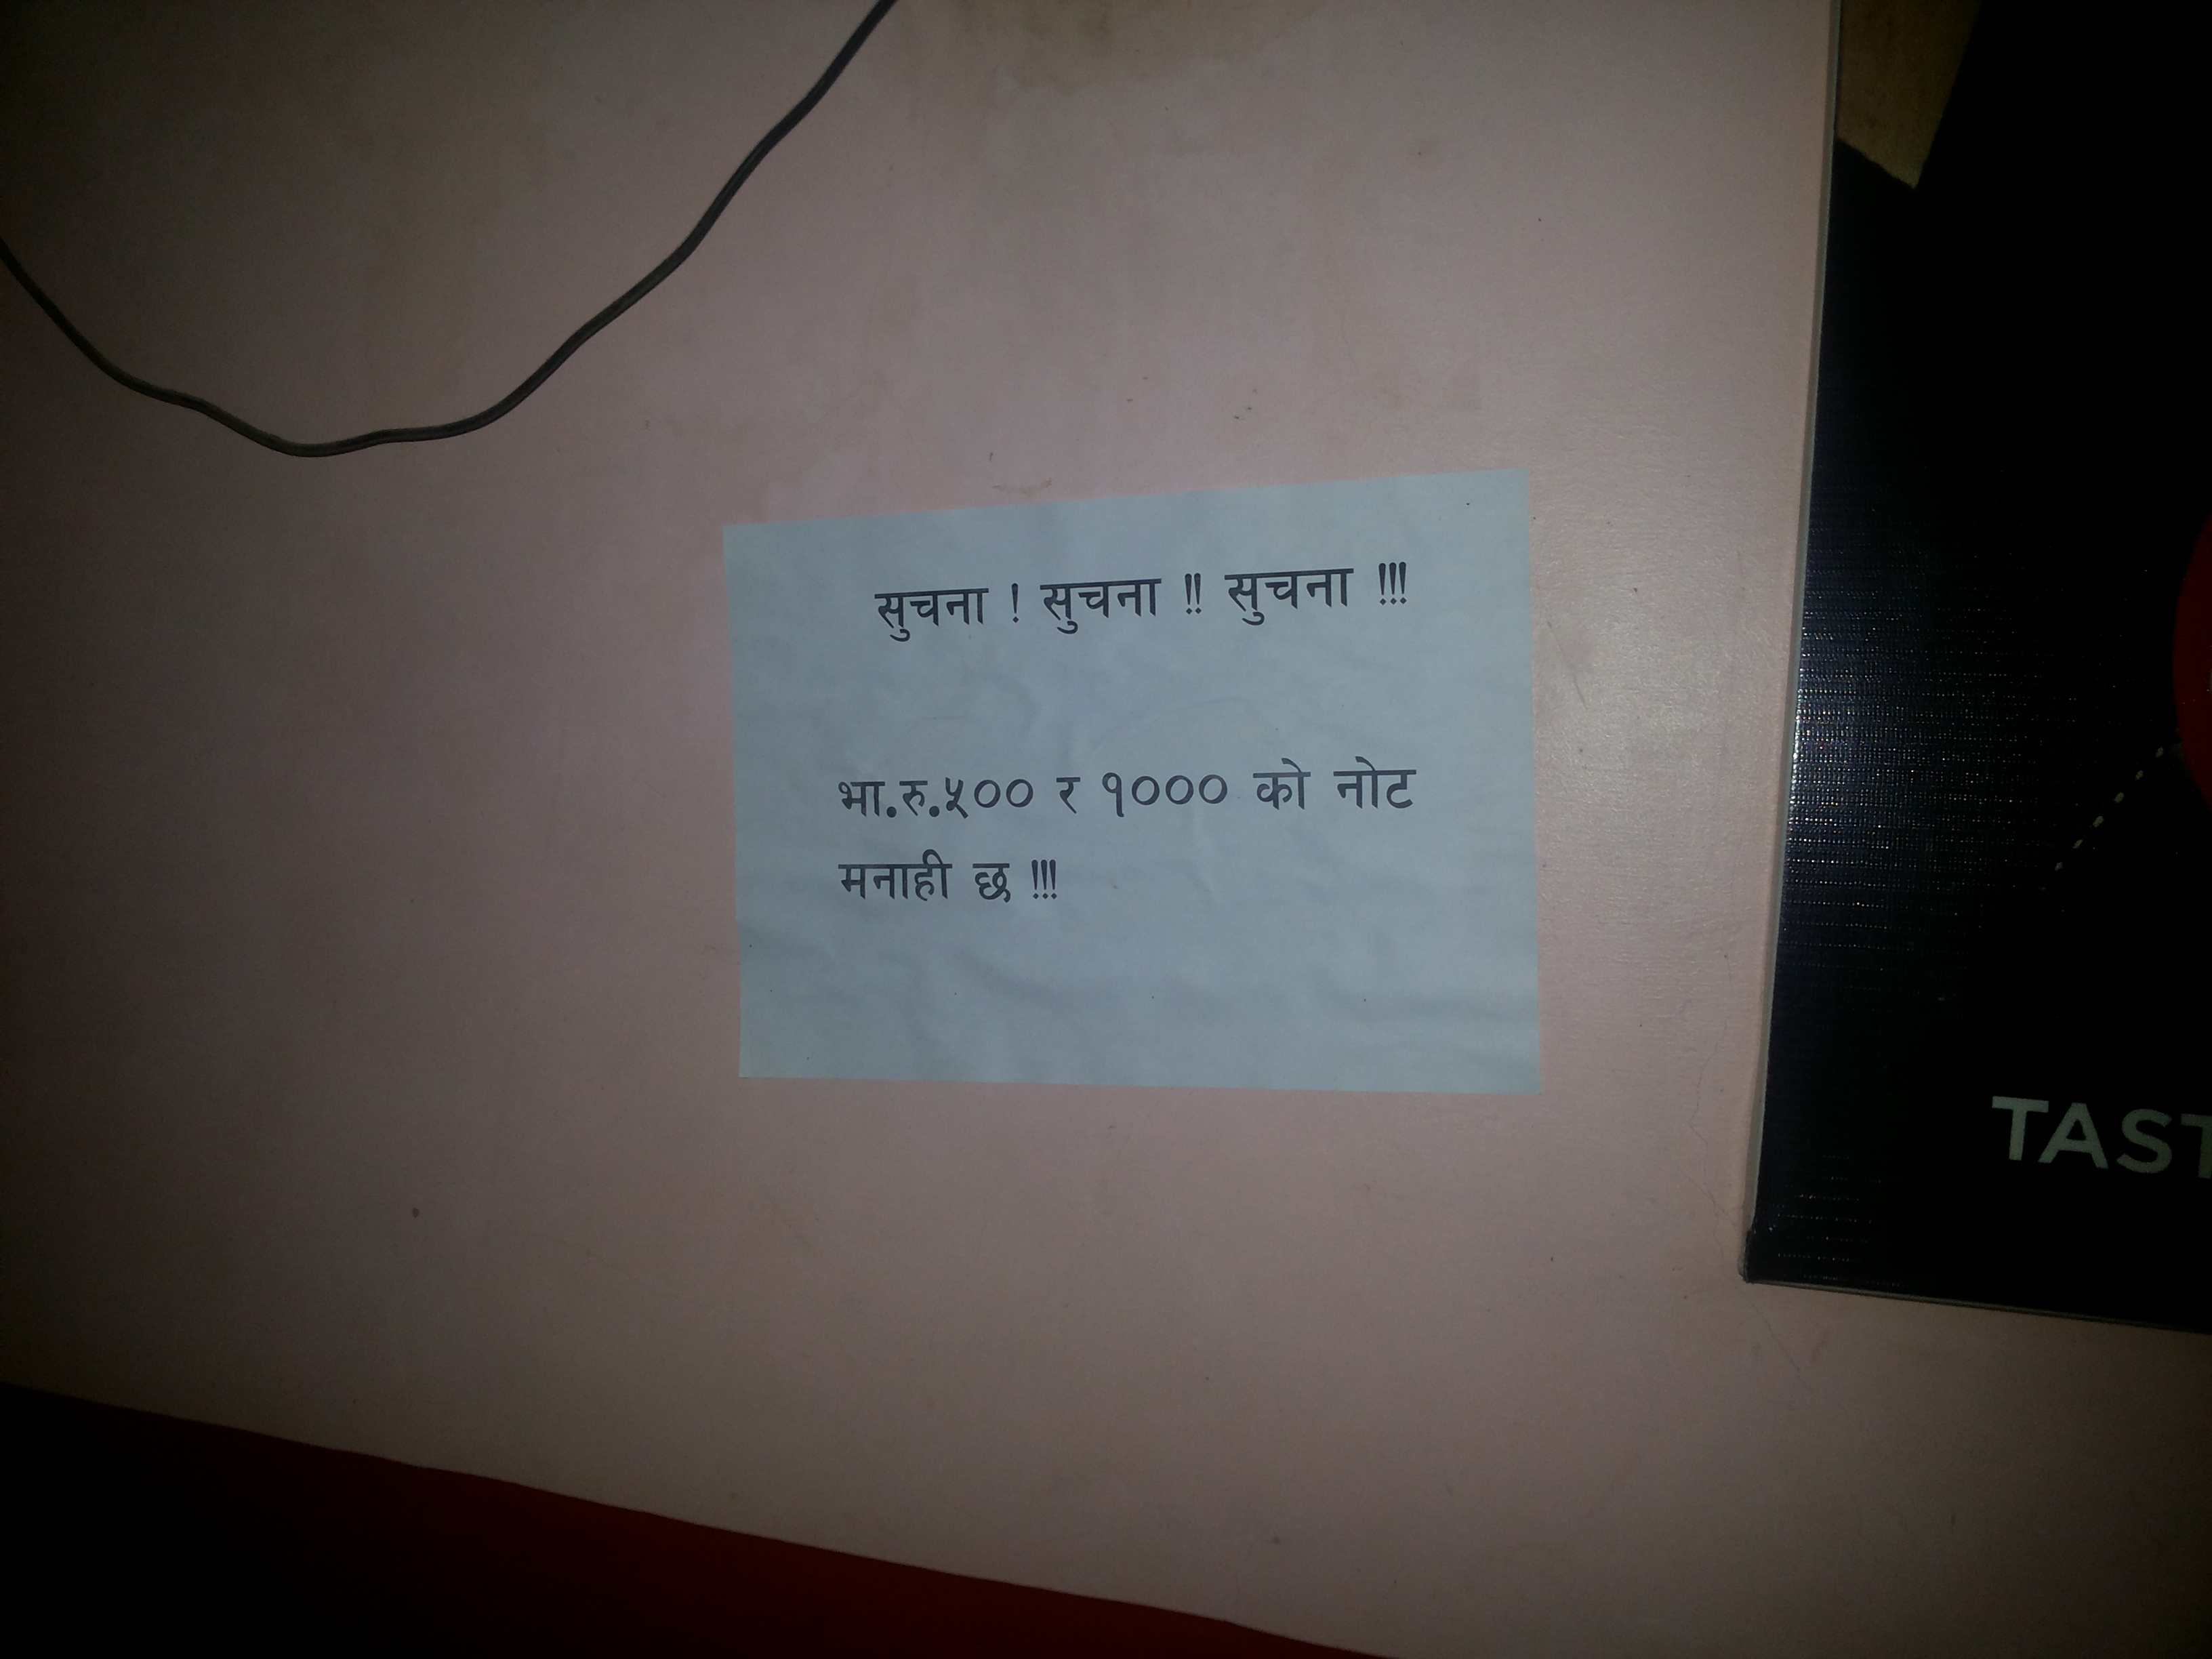 सुचना ! सुचना !! सुचना !!!
भा.रु.५०० र १००० को नोट
मनाही छ !!!
TAST